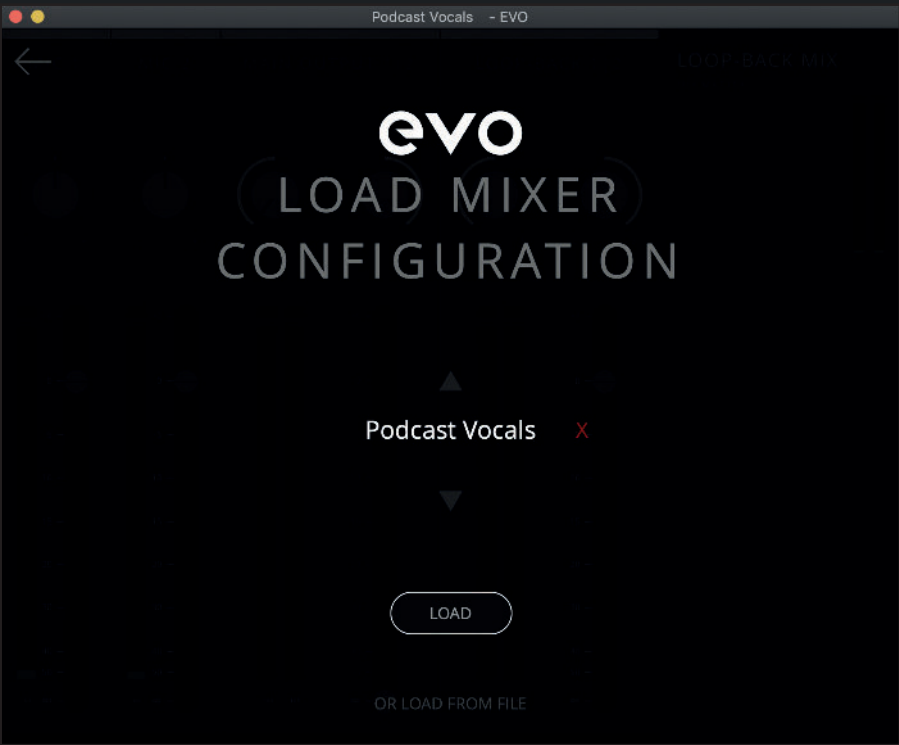 Podcast Vocals - EVO
LOOP-BACK MIX
evo
LOAD MIXER
CONFIGURATION
Podcast Vocals X
LOAD
OR LOAD FROM FILE